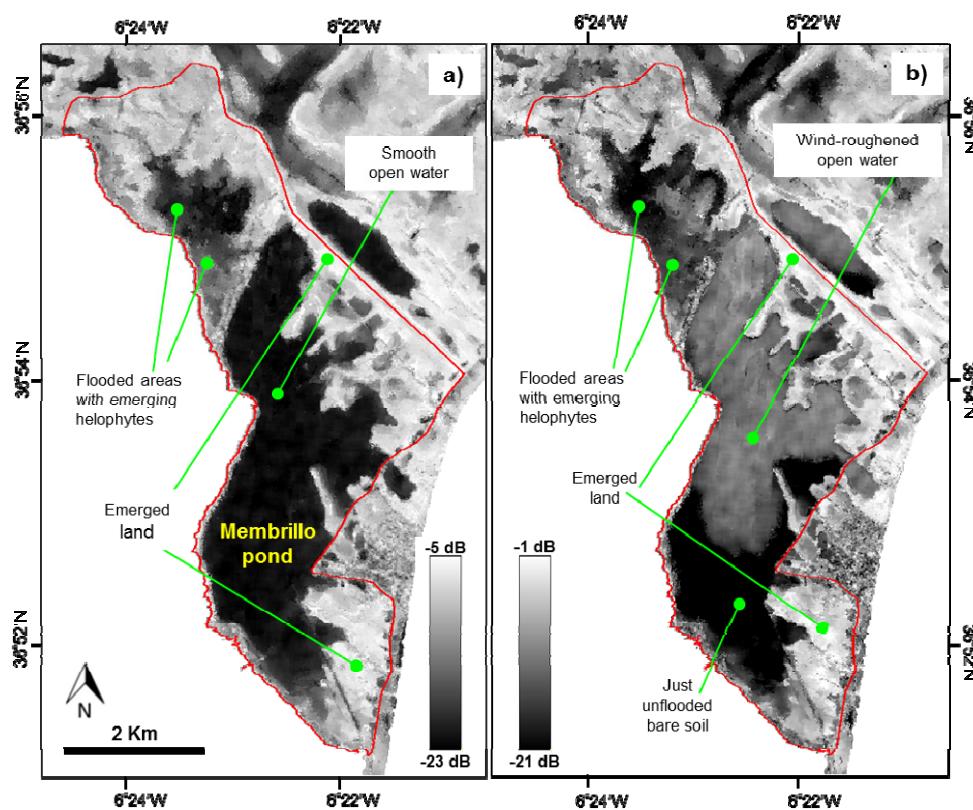 6°24'W
6°22'W
6°24'W
6°22'W
36°56'N
36°54'N
36°52'N
a)
Smooth
open water
Flooded areas
with emerging
helophytes
Emerged
land
Membrillo
pond
-5 dB
-23 dB
N
2 Km
6°24'W
6°22'W
b)
Wind-roughened
open water
Flooded areas
with emerging
helophytes
Emerged
land
-1 dB
-21 dB
Just
unflooded
bare soil
36°56'N
36°54'N
36°52'N
6°24'W
6°22'W